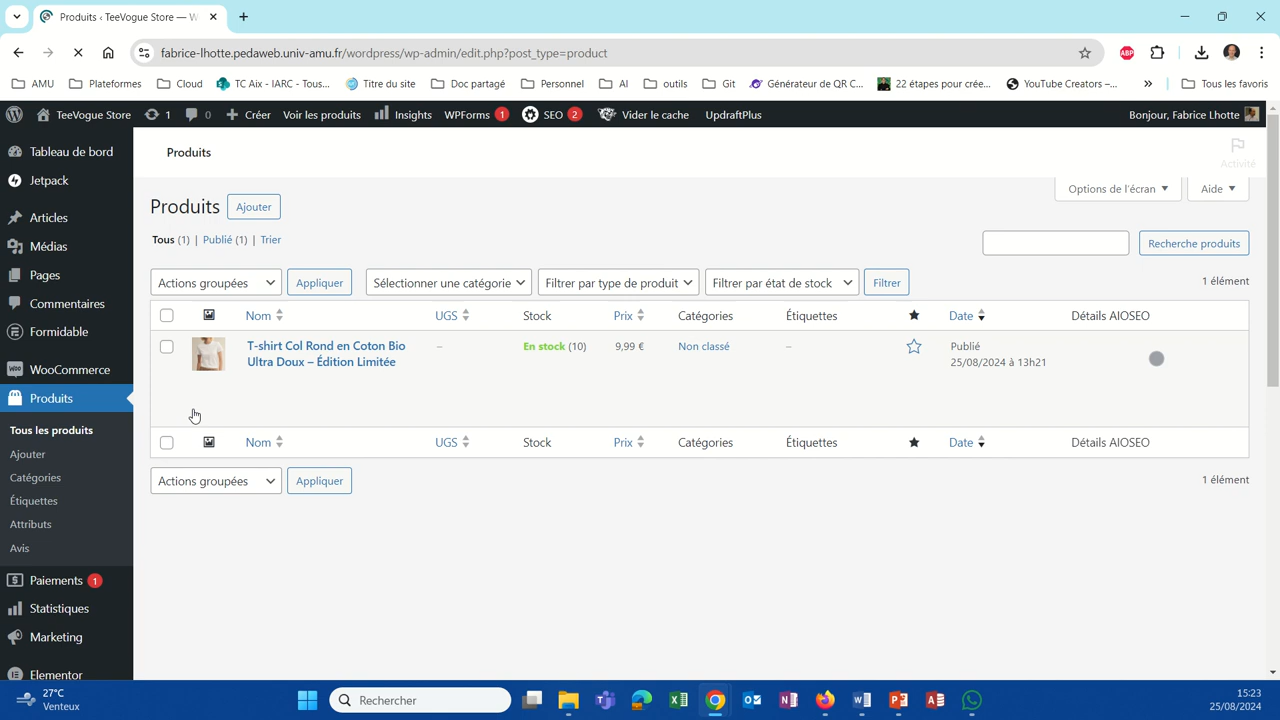 Produits ‹ TeeVogue Store — W
fabrice-lhotte.pedaweb.univ-amu.fr/wordpress/wp-admin/edit.php?post_type=product
ABP
AMU Plateformes Cloud TC Aix - IARC - Tous... Titre du site Doc partagé Personnel AI outils Git Générateur de QR C... 22 étapes pour crée... YouTube Creators –... » Tous les favoris
TeeVogue Store 1 0 Créer Voir les produits Insights WPForms 1 SEO 2 Vider le cache UpdraftPlus Bonjour, Fabrice Lhotte
Tableau de bord
Jetpack
Articles
Médias
Pages
Commentaires
Formidable
WooCommerce
Produits
Tous les produits
Ajouter
Catégories
Étiquettes
Attributs
Avis
Paiements 1
Statistiques
Marketing
Elementor
Produits
Activité
Options de l'écran Aide
Produits Ajouter
Tous (1) | Publié (1) | Trier
Recherche produits
Actions groupées Appliquer Sélectionner une catégorie Filtrer par type de produit Filtrer par état de stock Filtrer 1 élément
Nom UGS Stock Prix Catégories Étiquettes Date Détails AIOSEO
T-shirt Col Rond en Coton Bio – En stock (10) 9,99 € Non classé – Publié
Ultra Doux – Édition Limitée 25/08/2024 à 13h21
Nom UGS Stock Prix Catégories Étiquettes Date Détails AIOSEO
Actions groupées Appliquer 1 élément
27°C
Venteux
Rechercher
15:23
25/08/2024